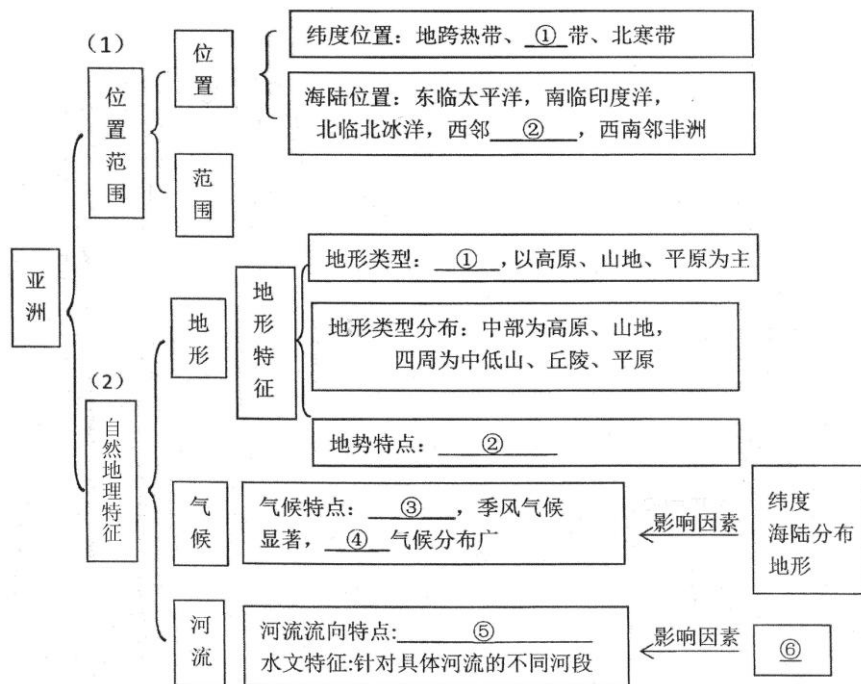 亚洲
（1）
位置范围
位置
纬度位置：地跨热带、①带、北寒带
海陆位置：东临太平洋，南临印度洋，
北临北冰洋，西邻②，西南邻非洲
范围
（2）
自然地理特征
地形
地形特征
地形类型：①，以高原、山地、平原为主
地形类型分布：中部为高原、山地，
四周为中低山、丘陵、平原
地势特点：②
气候
气候特点：③，季风气候
显著，④气候分布广
影响因素
纬度
海陆分布
地形
河流
河流流向特点:⑤
水文特征:针对具体河流的不同河段
影响因素
⑥